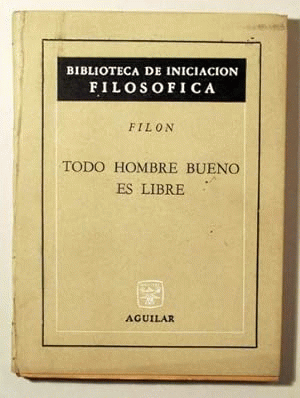 BIBLIOTECA DE INICIACION
FILOSOFICA
FILON
TODO HOMBRE BUENO
ES LIBRE
AGUILAR